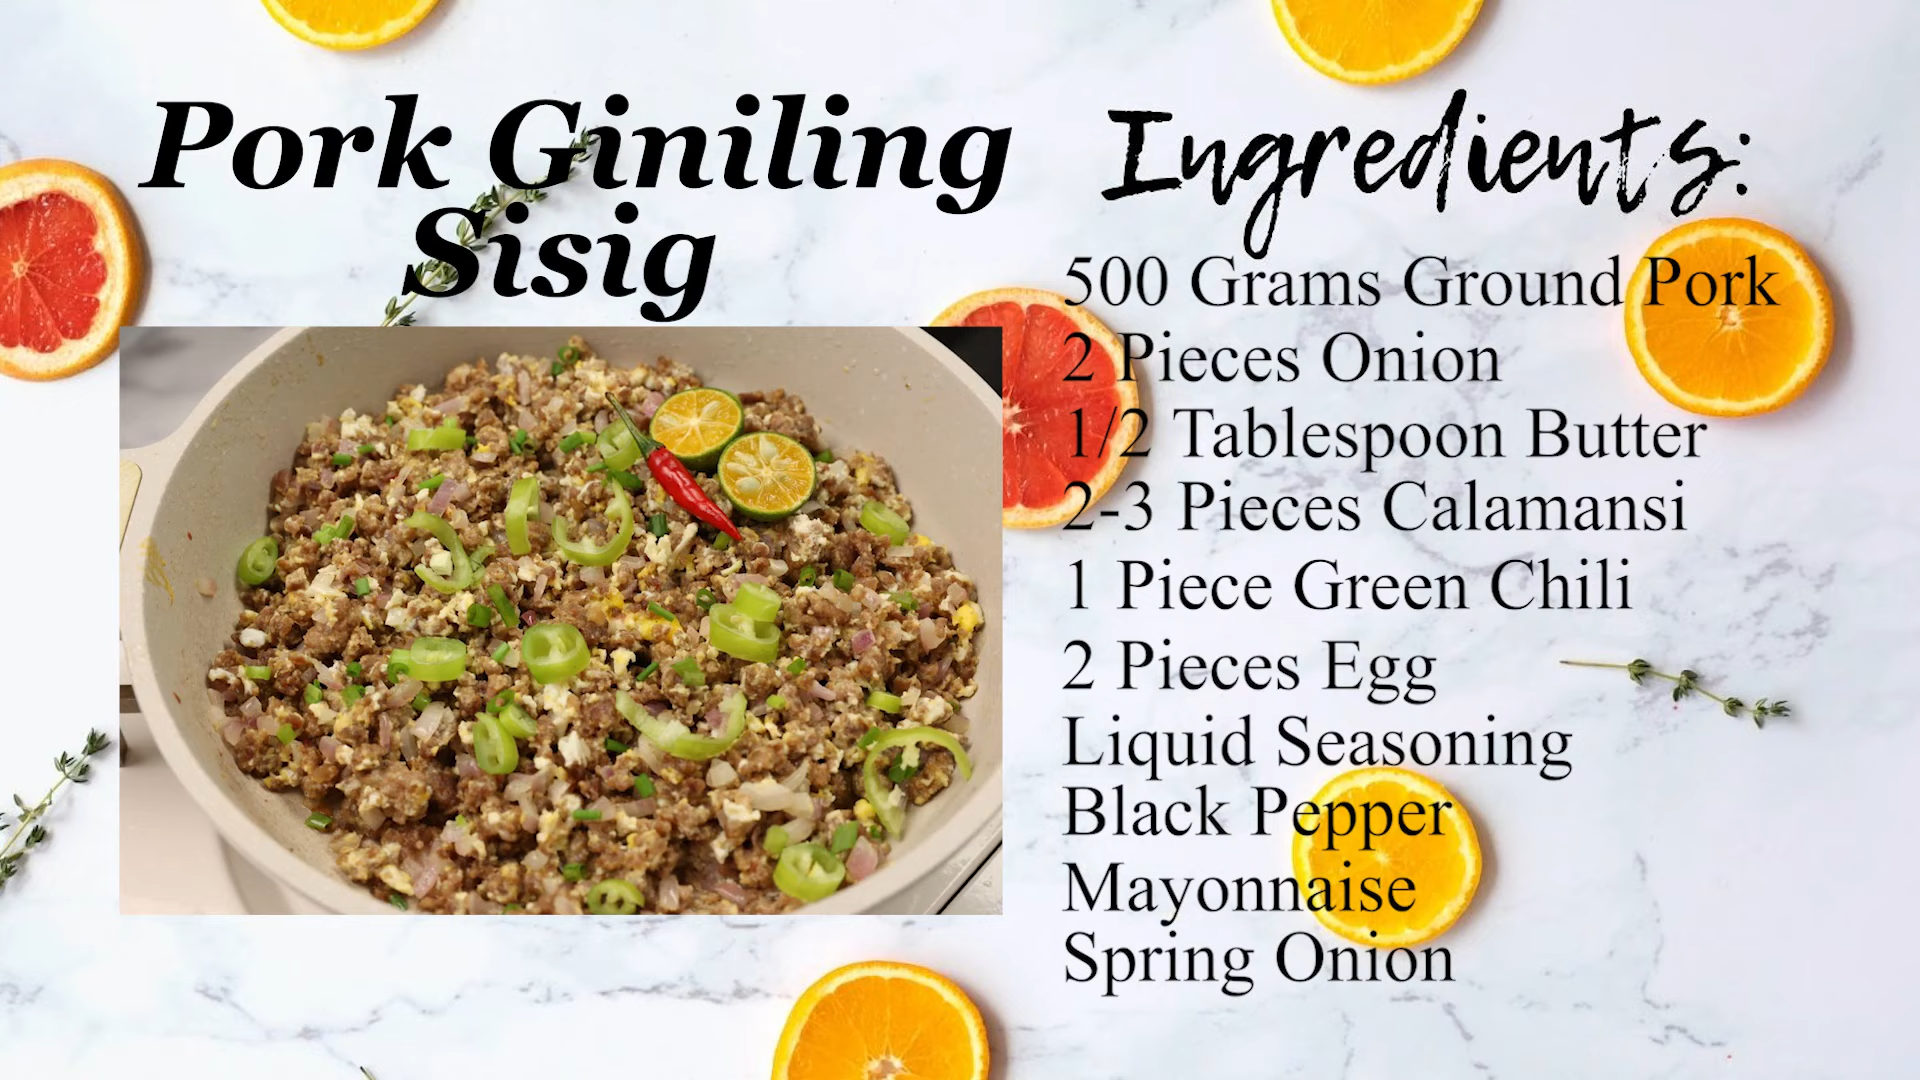 Pork Giniling
Sisig
Ingredients:
500 Grams Ground Pork
2 Pieces Onion
1/2 Tablespoon Butter
2-3 Pieces Calamansi
1 Piece Green Chili
2 Pieces Egg
Liquid Seasoning
Black Pepper
Mayonnaise
Spring Onion